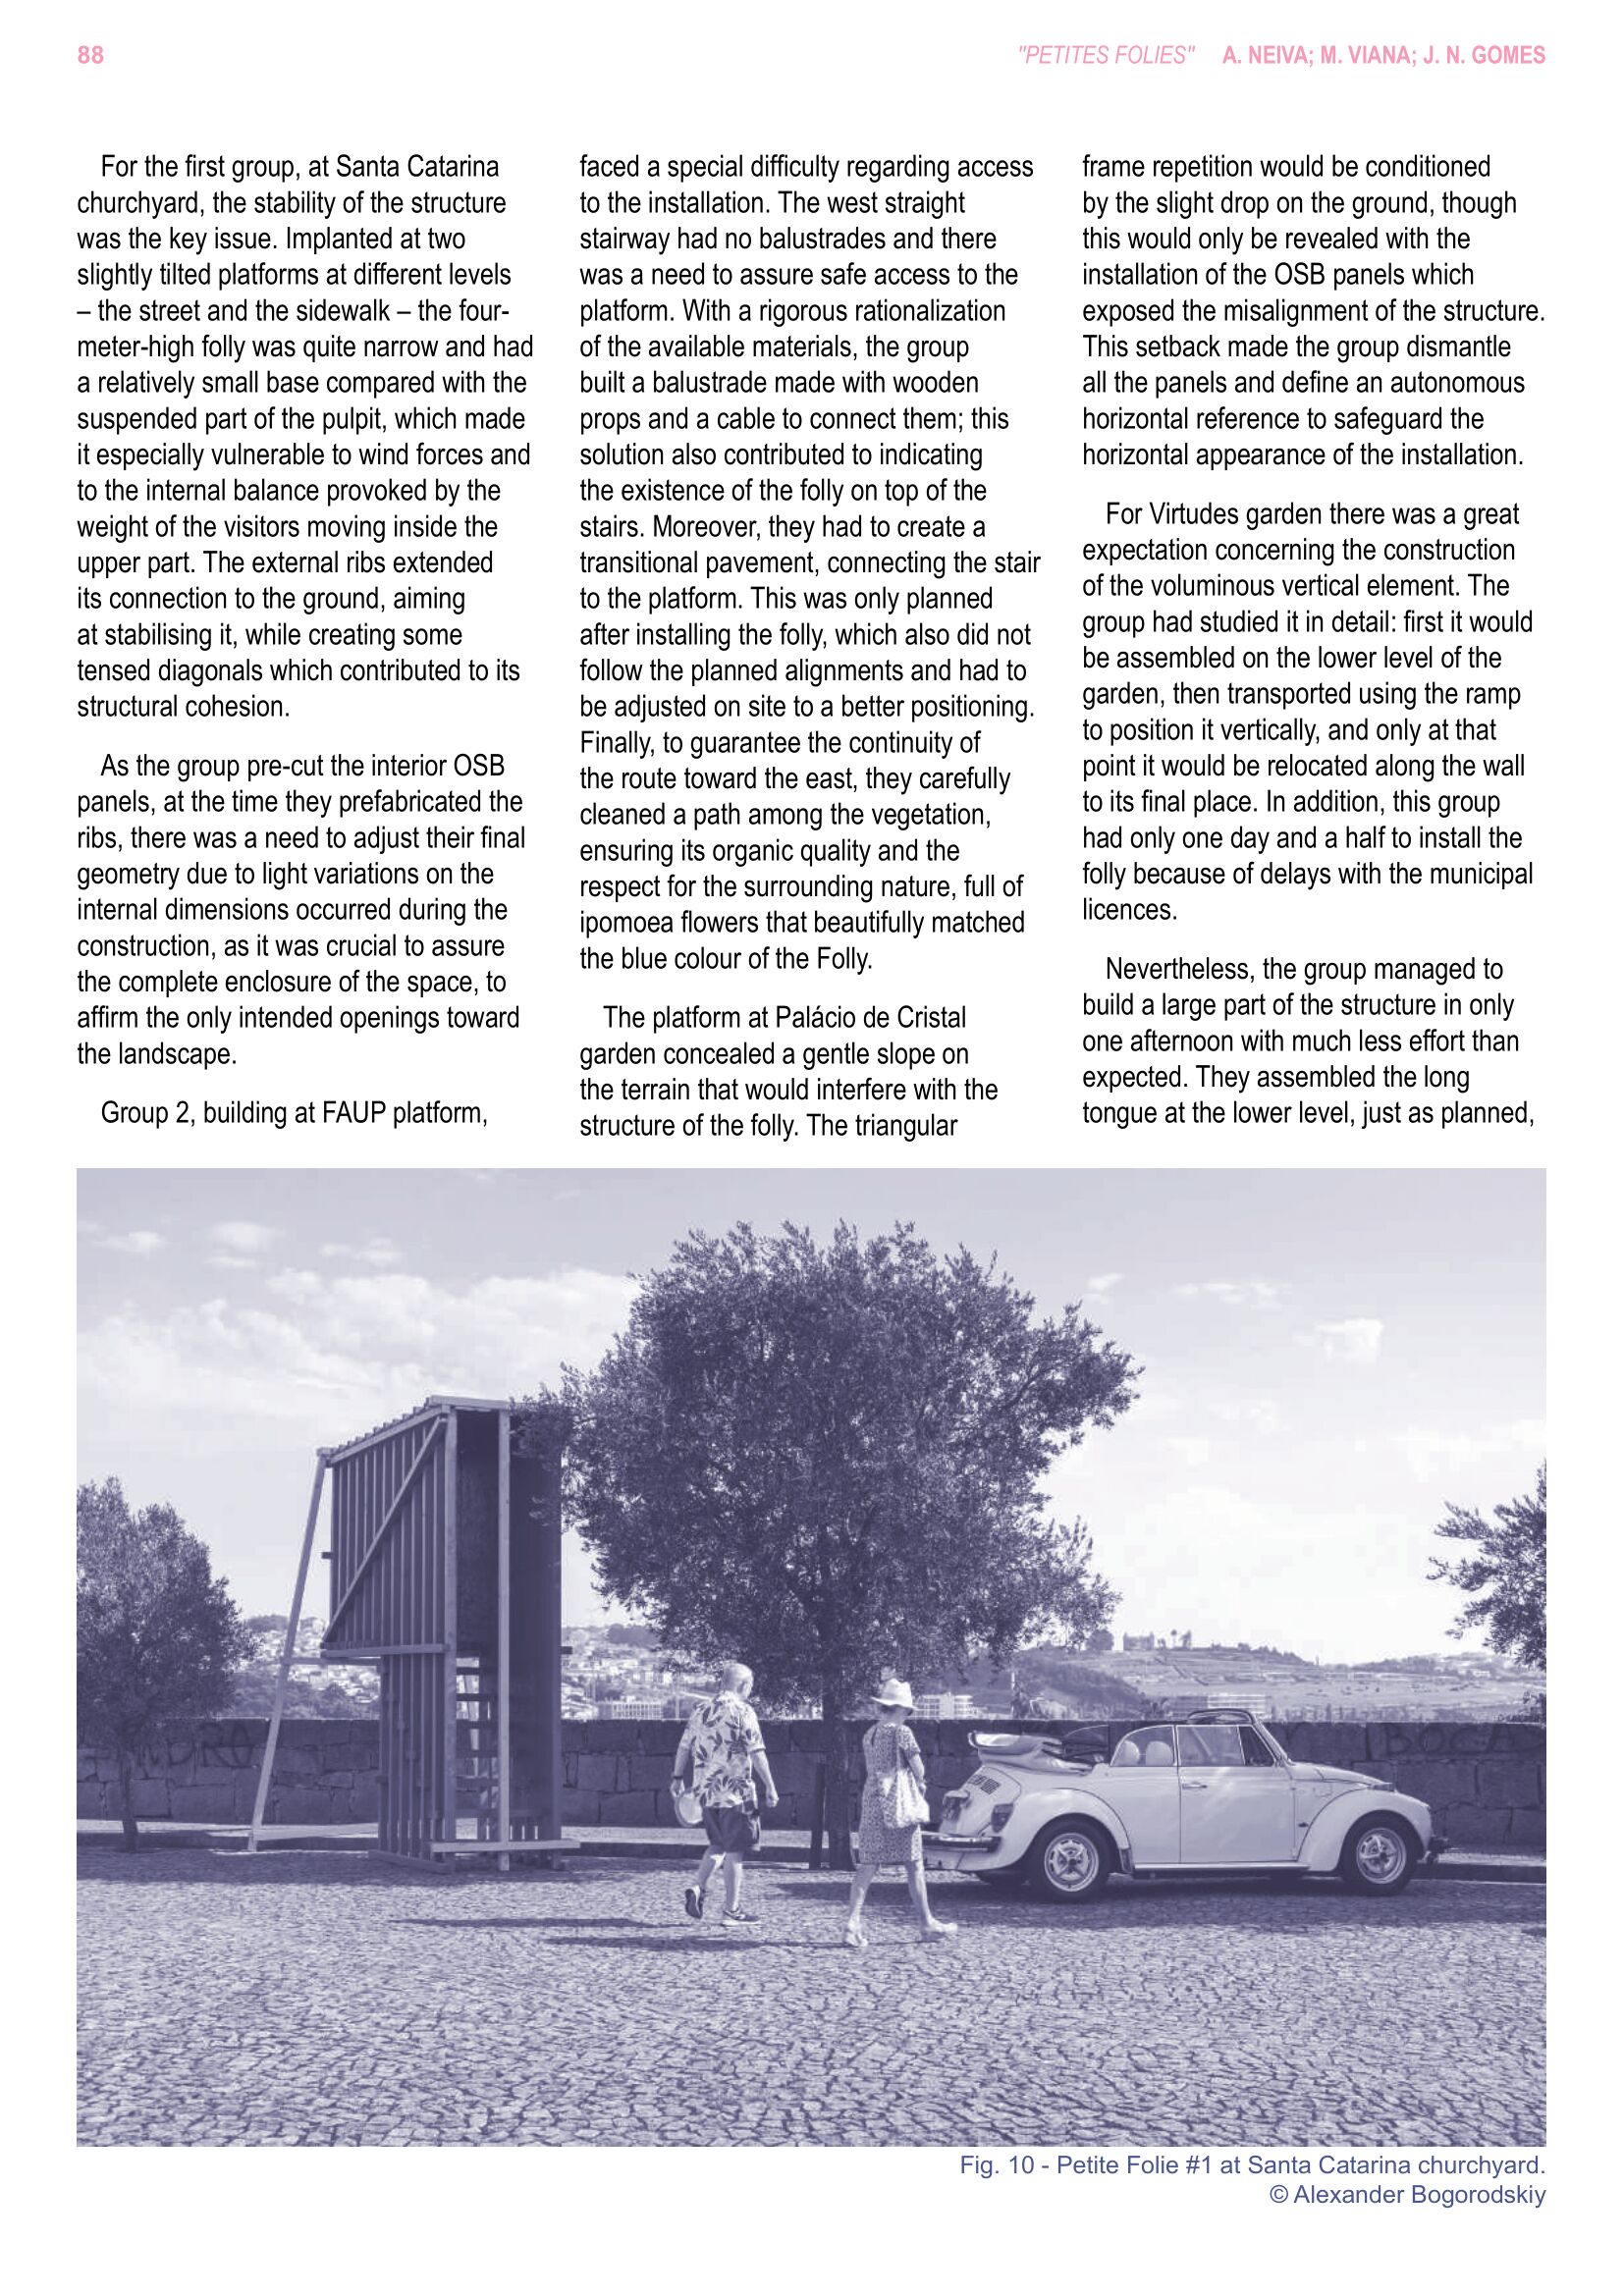 88
"PETITES FOLIES" A. NEIVA; M. VIANA; J. N. GOMES
For the first group, at Santa Catarina
churchyard, the stability of the structure
was the key issue. Implanted at two
slightly tilted platforms at different levels
– the street and the sidewalk – the four-
meter-high folly was quite narrow and had
a relatively small base compared with the
suspended part of the pulpit, which made
it especially vulnerable to wind forces and
to the internal balance provoked by the
weight of the visitors moving inside the
upper part. The external ribs extended
its connection to the ground, aiming
at stabilising it, while creating some
tensed diagonals which contributed to its
structural cohesion.
As the group pre-cut the interior OSB
panels, at the time they prefabricated the
ribs, there was a need to adjust their final
geometry due to light variations on the
internal dimensions occurred during the
construction, as it was crucial to assure
the complete enclosure of the space, to
affirm the only intended openings toward
the landscape.
Group 2, building at FAUP platform,
faced a special difficulty regarding access
to the installation. The west straight
stairway had no balustrades and there
was a need to assure safe access to the
platform. With a rigorous rationalization
of the available materials, the group
built a balustrade made with wooden
props and a cable to connect them; this
solution also contributed to indicating
the existence of the folly on top of the
stairs. Moreover, they had to create a
transitional pavement, connecting the stair
to the platform. This was only planned
after installing the folly, which also did not
follow the planned alignments and had to
be adjusted on site to a better positioning.
Finally, to guarantee the continuity of
the route toward the east, they carefully
cleaned a path among the vegetation,
ensuring its organic quality and the
respect for the surrounding nature, full of
ipomoea flowers that beautifully matched
the blue colour of the Folly.
The platform at Palácio de Cristal
garden concealed a gentle slope on
the terrain that would interfere with the
structure of the folly. The triangular
frame repetition would be conditioned
by the slight drop on the ground, though
this would only be revealed with the
installation of the OSB panels which
exposed the misalignment of the structure.
This setback made the group dismantle
all the panels and define an autonomous
horizontal reference to safeguard the
horizontal appearance of the installation.
For Virtudes garden there was a great
expectation concerning the construction
of the voluminous vertical element. The
group had studied it in detail: first it would
be assembled on the lower level of the
garden, then transported using the ramp
to position it vertically, and only at that
point it would be relocated along the wall
to its final place. In addition, this group
had only one day and a half to install the
folly because of delays with the municipal
licences.
Nevertheless, the group managed to
build a large part of the structure in only
one afternoon with much less effort than
expected. They assembled the long
tongue at the lower level, just as planned,
Fig. 10 - Petite Folie #1 at Santa Catarina churchyard.
© Alexander Bogorodskiy